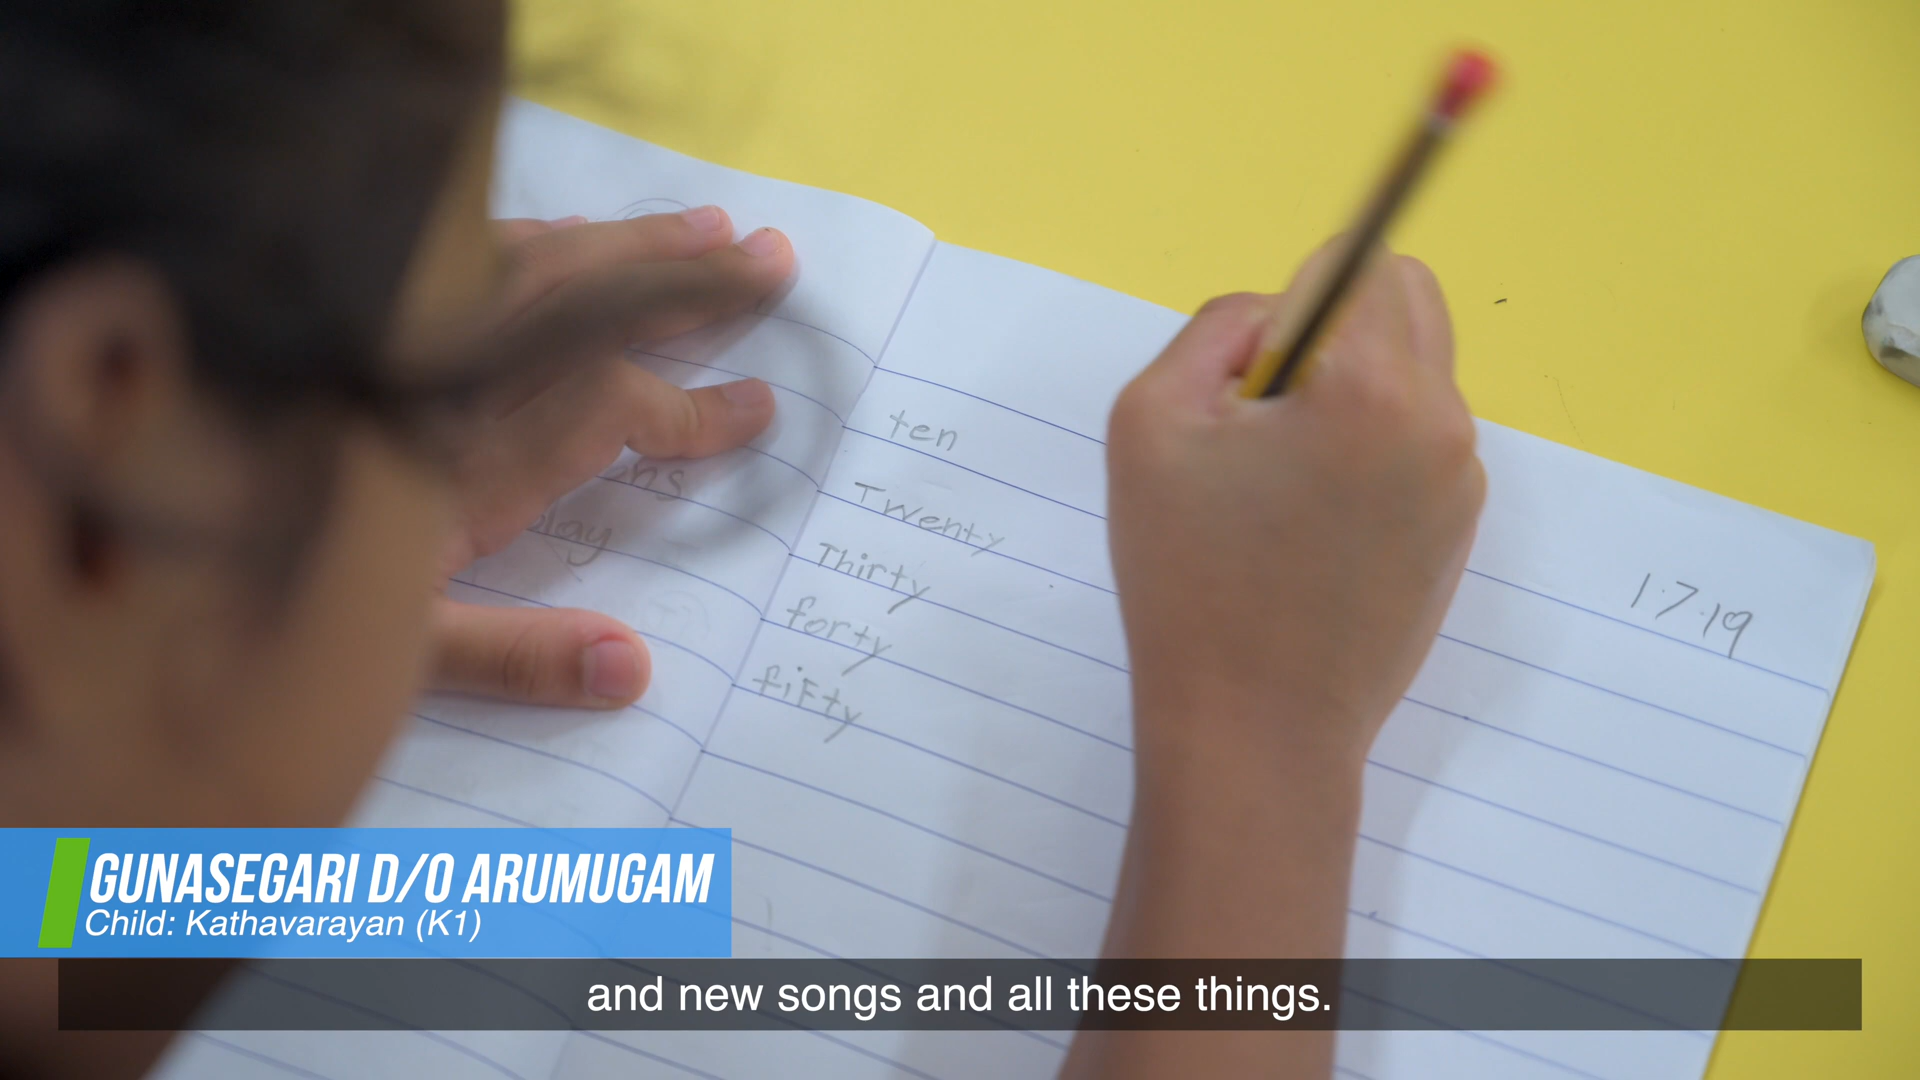 ten
Twenty
Thirty
forty
fiFty
1.7.19
GUNASEGARI D/O ARUMUGAM
Child: Kathavarayan (K1)
and new songs and all these things.